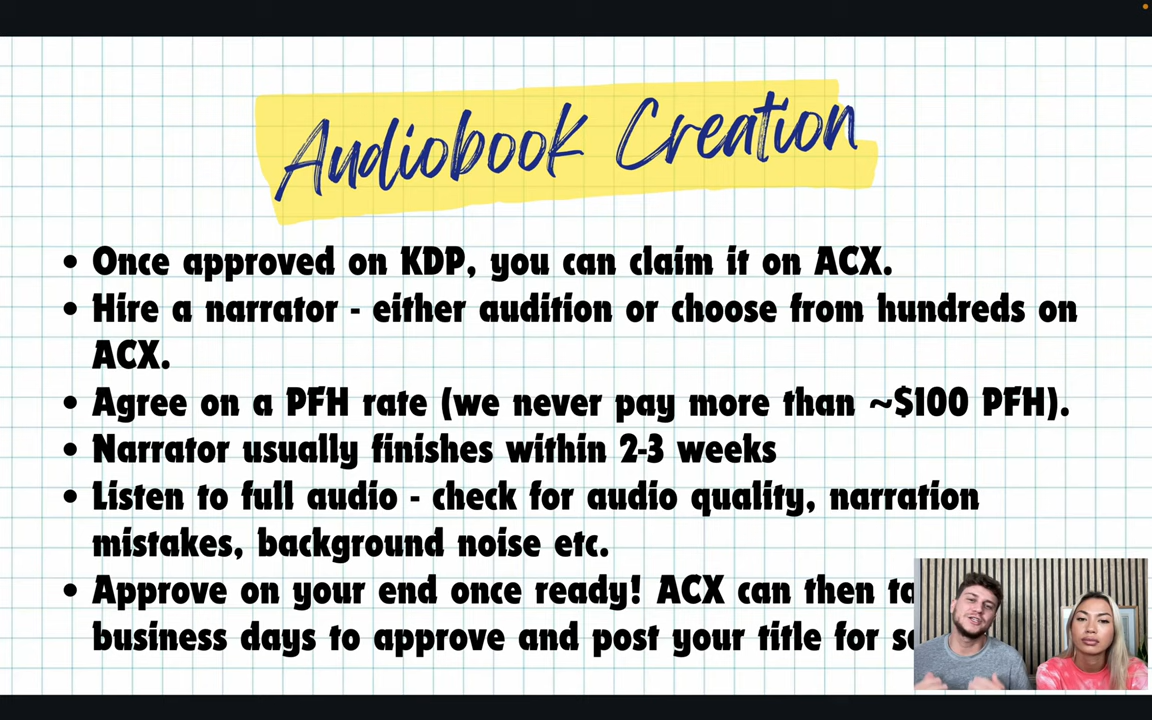 Audiobook Creation
Once approved on KDP, you can claim it on ACX.
Hire a narrator - either audition or choose from hundreds on
ACX.
Agree on a PFH rate (we never pay more than ~$100 PFH).
Narrator usually finishes within 2-3 weeks
Listen to full audio - check for audio quality, narration
mistakes, background noise etc.
Approve on your end once ready! ACX can then
business days to approve and post your title for